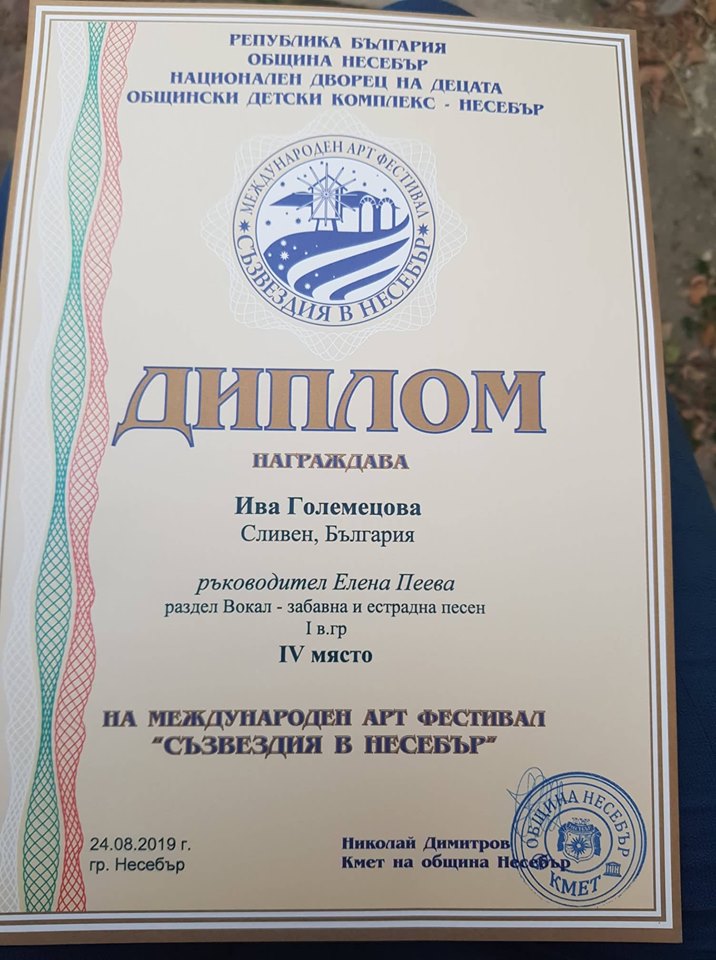 РЕПУБЛИКА БЪЛГАРИЯ
ОБЩИНА НЕСЕБЪР
НАЦИОНАЛЕН ДВОРЕЦ НА ДЕЦАТА
ОБЩИНСКИ ДЕТСКИ КОМПЛЕКС - НЕСЕБЪР
МЕЖДУНАРОДЕН АРТ ФЕСТИВАЛ
СЪЗВЕЗДИЯ В НЕСЕБЪР
ДИПЛОМ
НАГРАЖДАВА
Ива Големецова
Сливен, България
ръководител Елена Пеева
раздел Вокал - забавна и естрадна песен
I в.гр
IV място
НА МЕЖДУНАРОДЕН АРТ ФЕСТИВАЛ
"СЪЗВЕЗДИЯ В НЕСЕБЪР"
24.08.2019 г.
гр. Несебър
Николай Димитров
Кмет на община Несебър
ОБЩИНА НЕСЕБЪР
КМЕТ